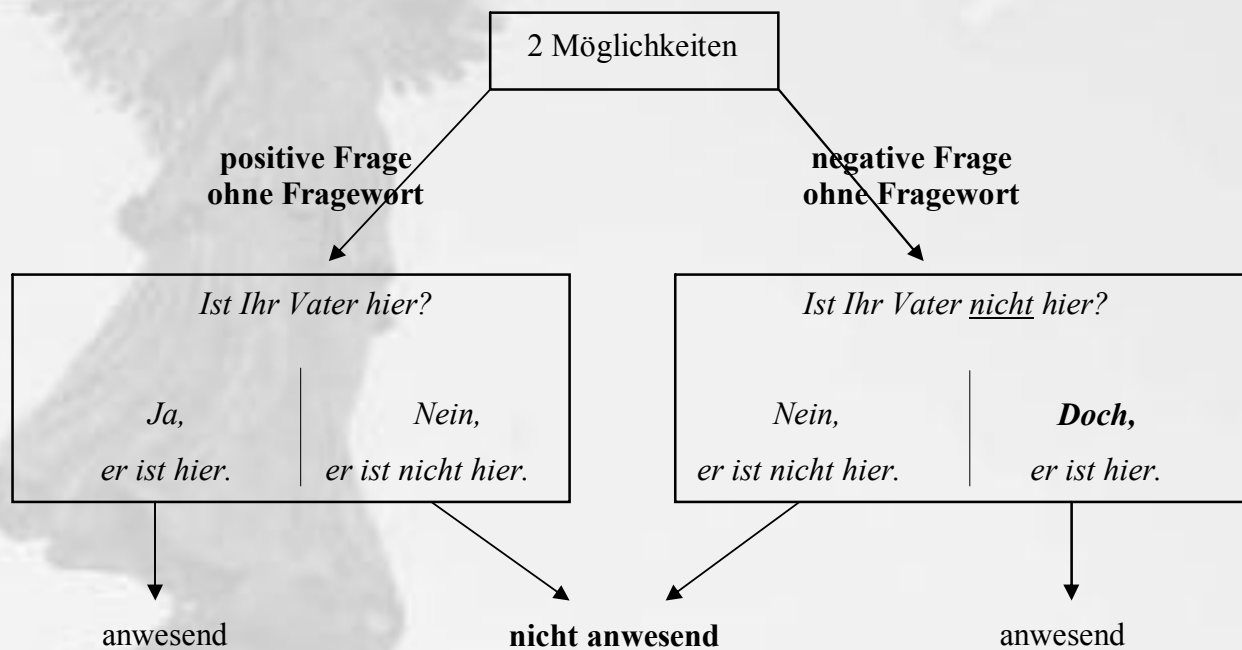 2 Möglichkeiten
positive Frage
ohne Fragewort
negative Frage
ohne Fragewort
Ist Ihr Vater hier?
Ja,
er ist hier.
Nein,
er ist nicht hier.
Ist Ihr Vater nicht hier?
Nein,
er ist nicht hier.
Doch,
er ist hier.
anwesend
nicht anwesend
anwesend